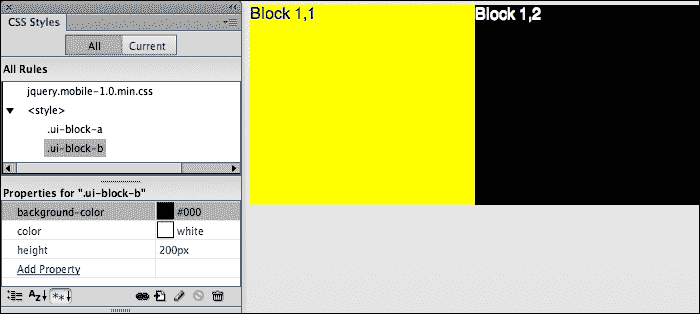 CSS Styles
All
Current
All Rules
jquery.mobile-1.0.min.css
<style>
.ui-block-a
.ui-block-b
Properties for ".ui-block-b"
background-color #000
color white
height 200px
Add Property
AZ
**
Block 1,1
Block 1,2